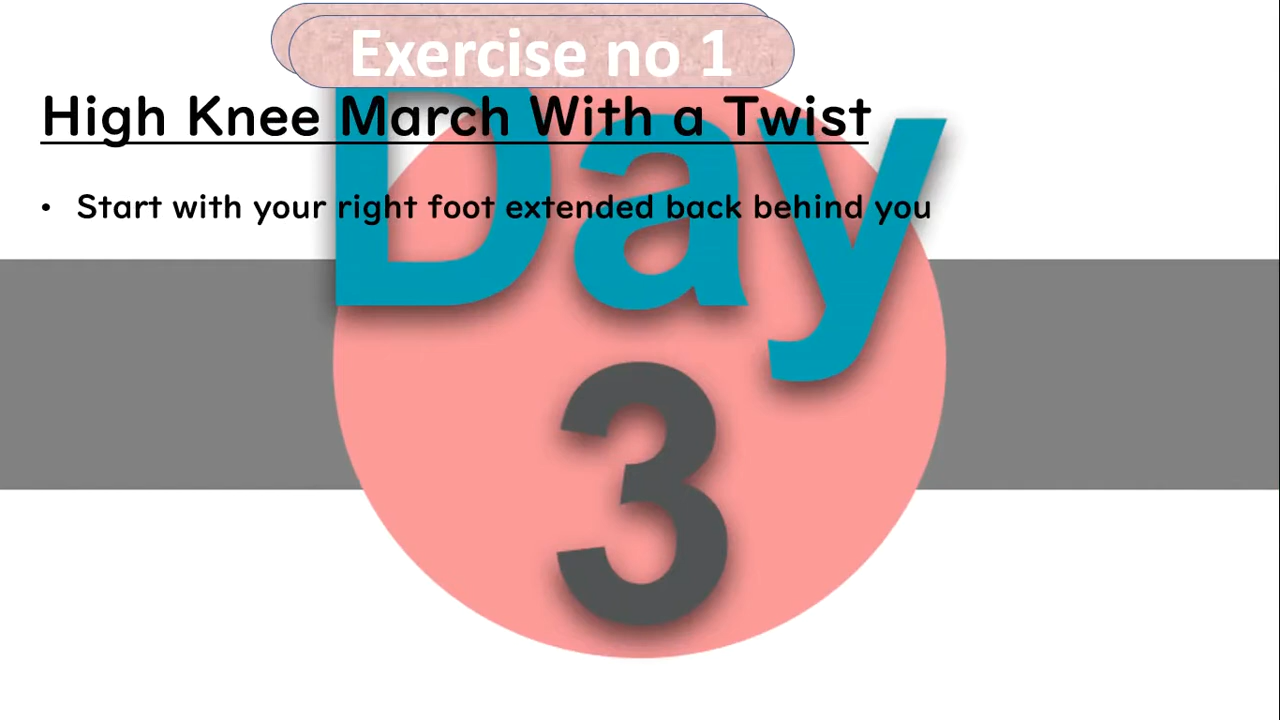 Exercise no 1
High Knee March With a Twist
• Start with your right foot extended back behind you
Day
3